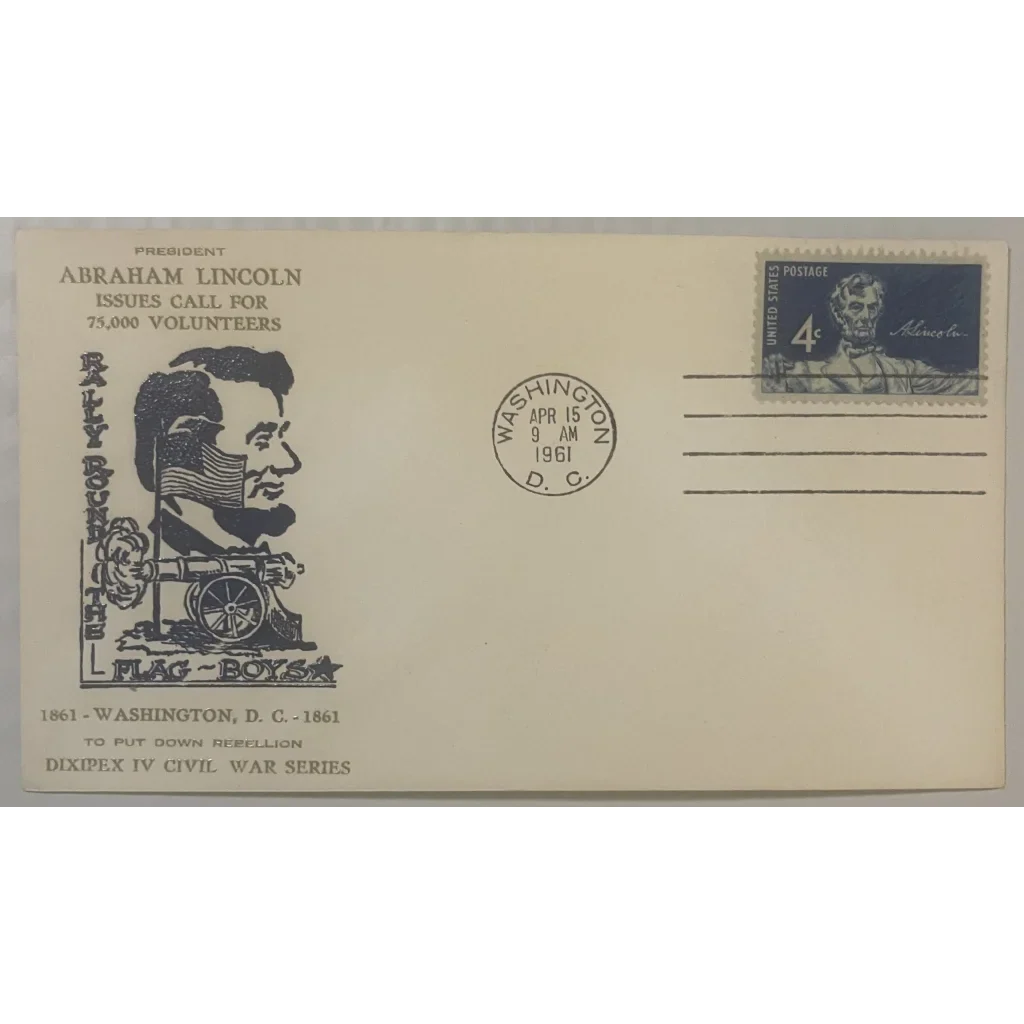 PRESIDENT
ABRAHAM LINCOLN
ISSUES CALL FOR
75,000 VOLUNTEERS
RALLY ROUND THE
FLAG ~ BOYS
1861 - WASHINGTON, D. C. - 1861
TO PUT DOWN REBELLION
DIXIPEX IV CIVIL WAR SERIES
WASHINGTON
APR 15
9 AM
1961
D. C.
UNITED STATES
POSTAGE
4c
A. Lincoln